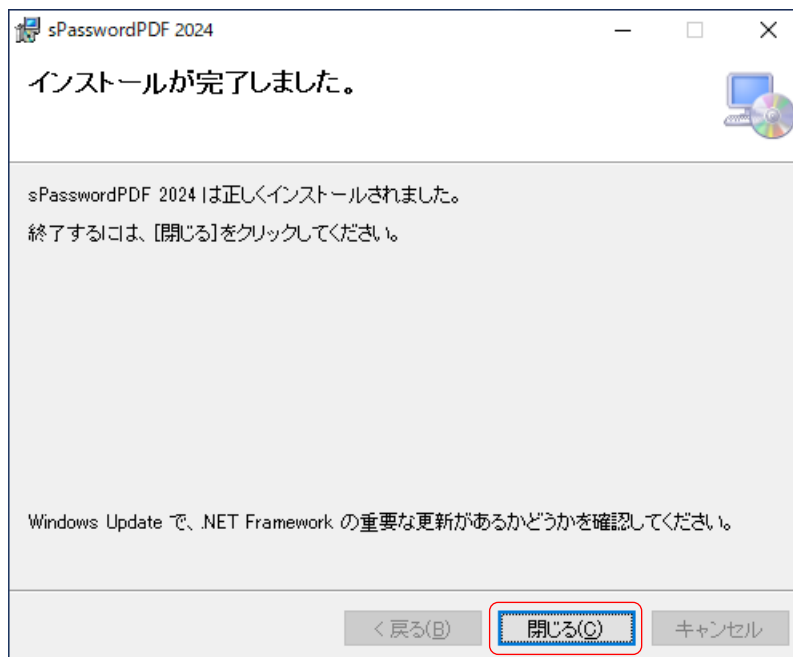 sPasswordPDF 2024
インストールが完了しました。
sPasswordPDF 2024 は正しくインストールされました。
終了するには、[閉じる]をクリックしてください。
Windows Update で、.NET Framework の重要な更新があるかどうかを確認してください。
< 戻る(B)
閉じる(C)
キャンセル